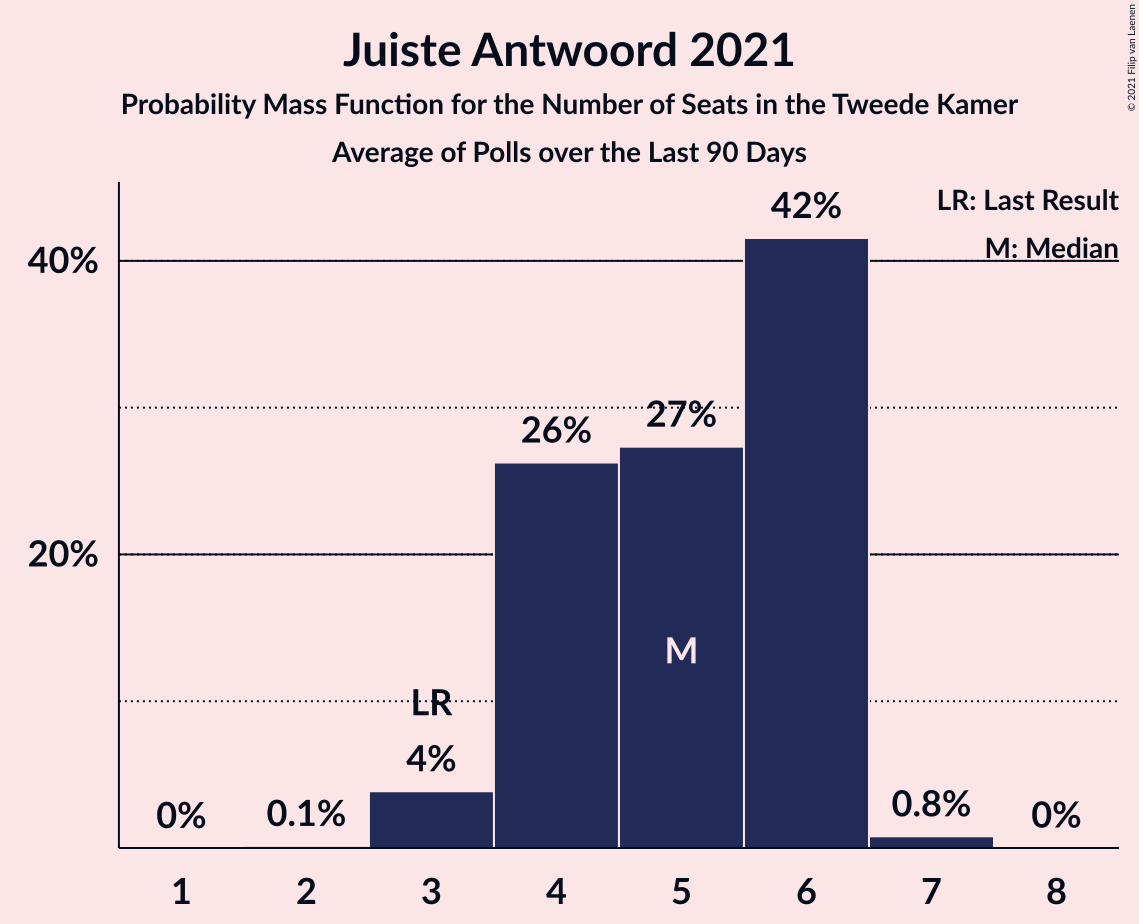 Juiste Antwoord 2021
Probability Mass Function for the Number of Seats in the Tweede Kamer
Average of Polls over the Last 90 Days
© 2021 Filip van Laenen
LR: Last Result
M: Median
42%
40%
27%
26%
20%
M
LR
4%
0%
0.1%
0.8%
0%
1 2 3 4 5 6 7 8